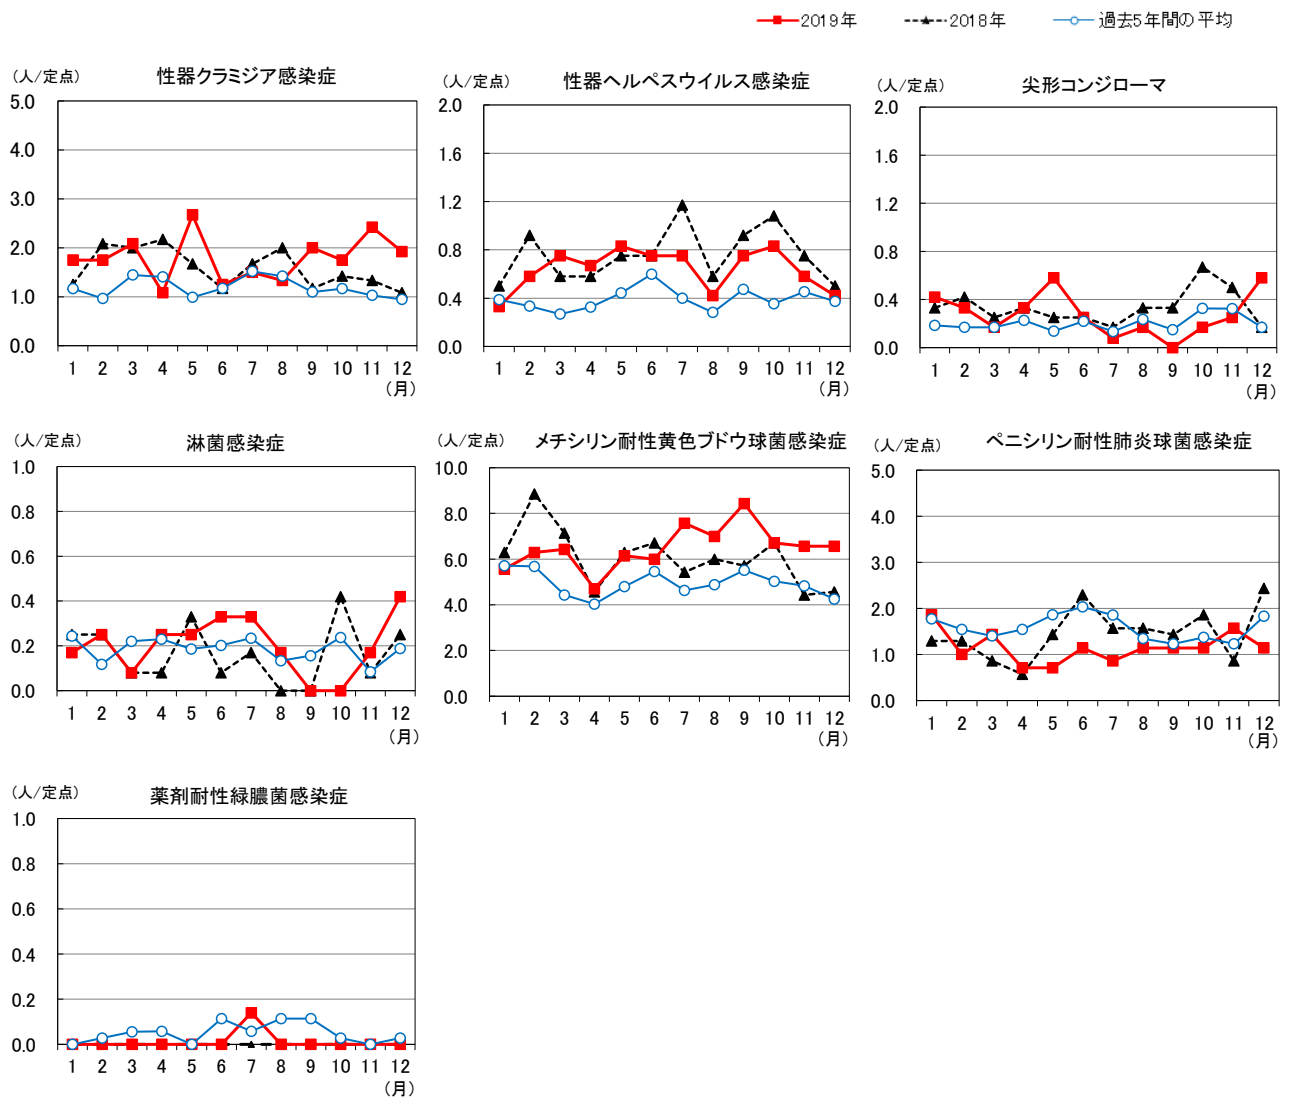 2019年 2018年 過去5年間の平均
(人/定点) 性器クラミジア感染症
5.0
4.0
3.0
2.0
1.0
0.0
1 2 3 4 5 6 7 8 9 10 11 12
(月)
(人/定点) 性器ヘルペスウイルス感染症
2.0
1.6
1.2
0.8
0.4
0.0
1 2 3 4 5 6 7 8 9 10 11 12
(月)
(人/定点) 尖形コンジローマ
2.0
1.6
1.2
0.8
0.4
0.0
1 2 3 4 5 6 7 8 9 10 11 12
(月)
(人/定点) 淋菌感染症
1.0
0.8
0.6
0.4
0.2
0.0
1 2 3 4 5 6 7 8 9 10 11 12
(月)
(人/定点) メチシリン耐性黄色ブドウ球菌感染症
10.0
8.0
6.0
4.0
2.0
0.0
1 2 3 4 5 6 7 8 9 10 11 12
(月)
(人/定点) ペニシリン耐性肺炎球菌感染症
5.0
4.0
3.0
2.0
1.0
0.0
1 2 3 4 5 6 7 8 9 10 11 12
(月)
(人/定点) 薬剤耐性緑膿菌感染症
1.0
0.8
0.6
0.4
0.2
0.0
1 2 3 4 5 6 7 8 9 10 11 12
(月)